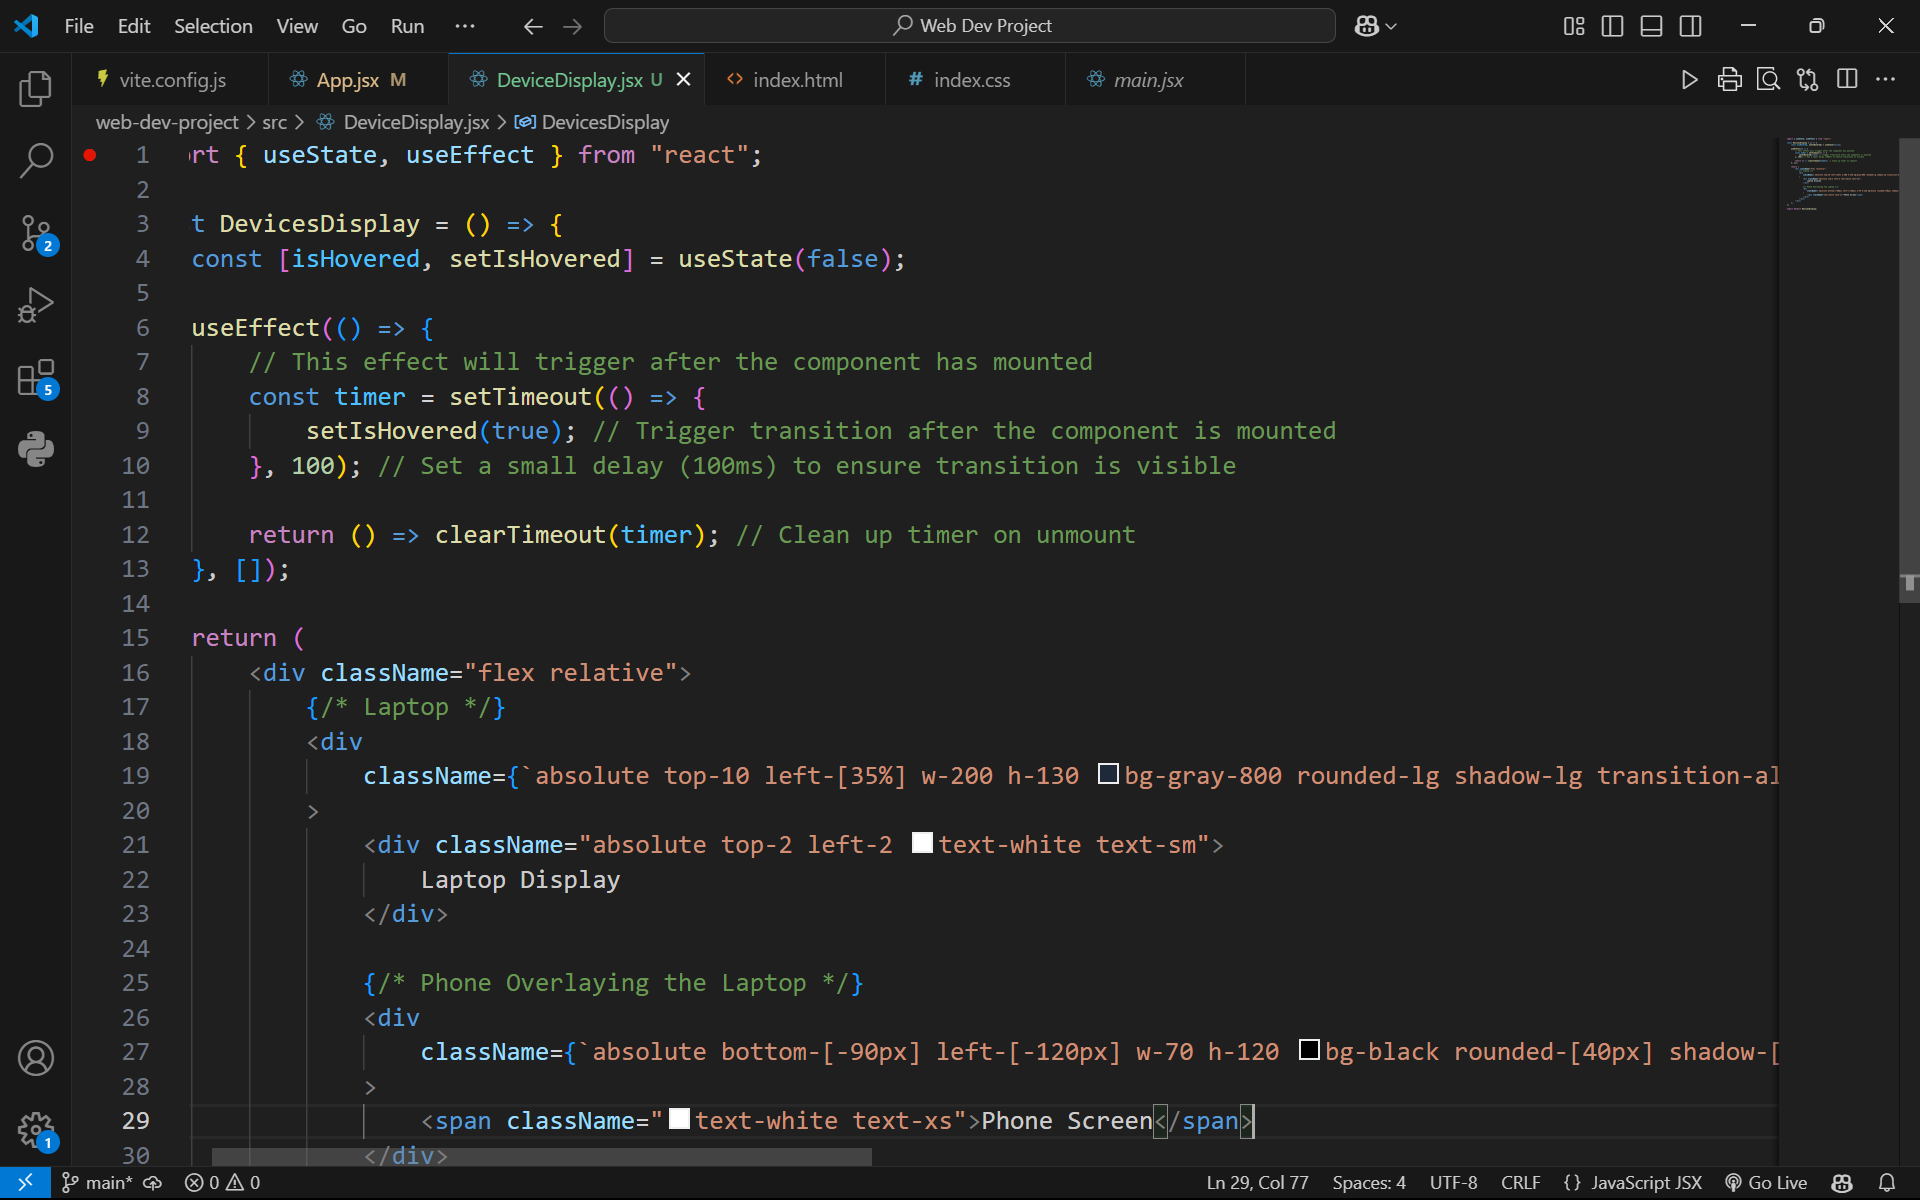 File Edit Selection View Go Run ··· Web Dev Project
vite.config.js App.jsx M DeviceDisplay.jsx U index.html # index.css main.jsx
web-dev-project > src > DeviceDisplay.jsx > DevicesDisplay
1 rt { useState, useEffect } from "react";
2
3 t DevicesDisplay = () => {
4 const [isHovered, setIsHovered] = useState(false);
5
6 useEffect(() => {
7 // This effect will trigger after the component has mounted
8 const timer = setTimeout(() => {
9 setIsHovered(true); // Trigger transition after the component is mounted
10 }, 100); // Set a small delay (100ms) to ensure transition is visible
11
12 return () => clearTimeout(timer); // Clean up timer on unmount
13 }, []);
14
15 return (
16 <div className="flex relative">
17 {/* Laptop */}
18 <div
19 className={`absolute top-10 left-[35%] w-200 h-130 bg-gray-800 rounded-lg shadow-lg transition-al
20 >
21 <div className="absolute top-2 left-2 text-white text-sm">
22 Laptop Display
23 </div>
24
25 {/* Phone Overlaying the Laptop */}
26 <div
27 className={`absolute bottom-[-90px] left-[-120px] w-70 h-120 bg-black rounded-[40px] shadow-[
28 >
29 <span className="text-white text-xs">Phone Screen</span>
30 </div>
2
5
1
main* 0 0 Ln 29, Col 77 Spaces: 4 UTF-8 CRLF {} JavaScript JSX Go Live